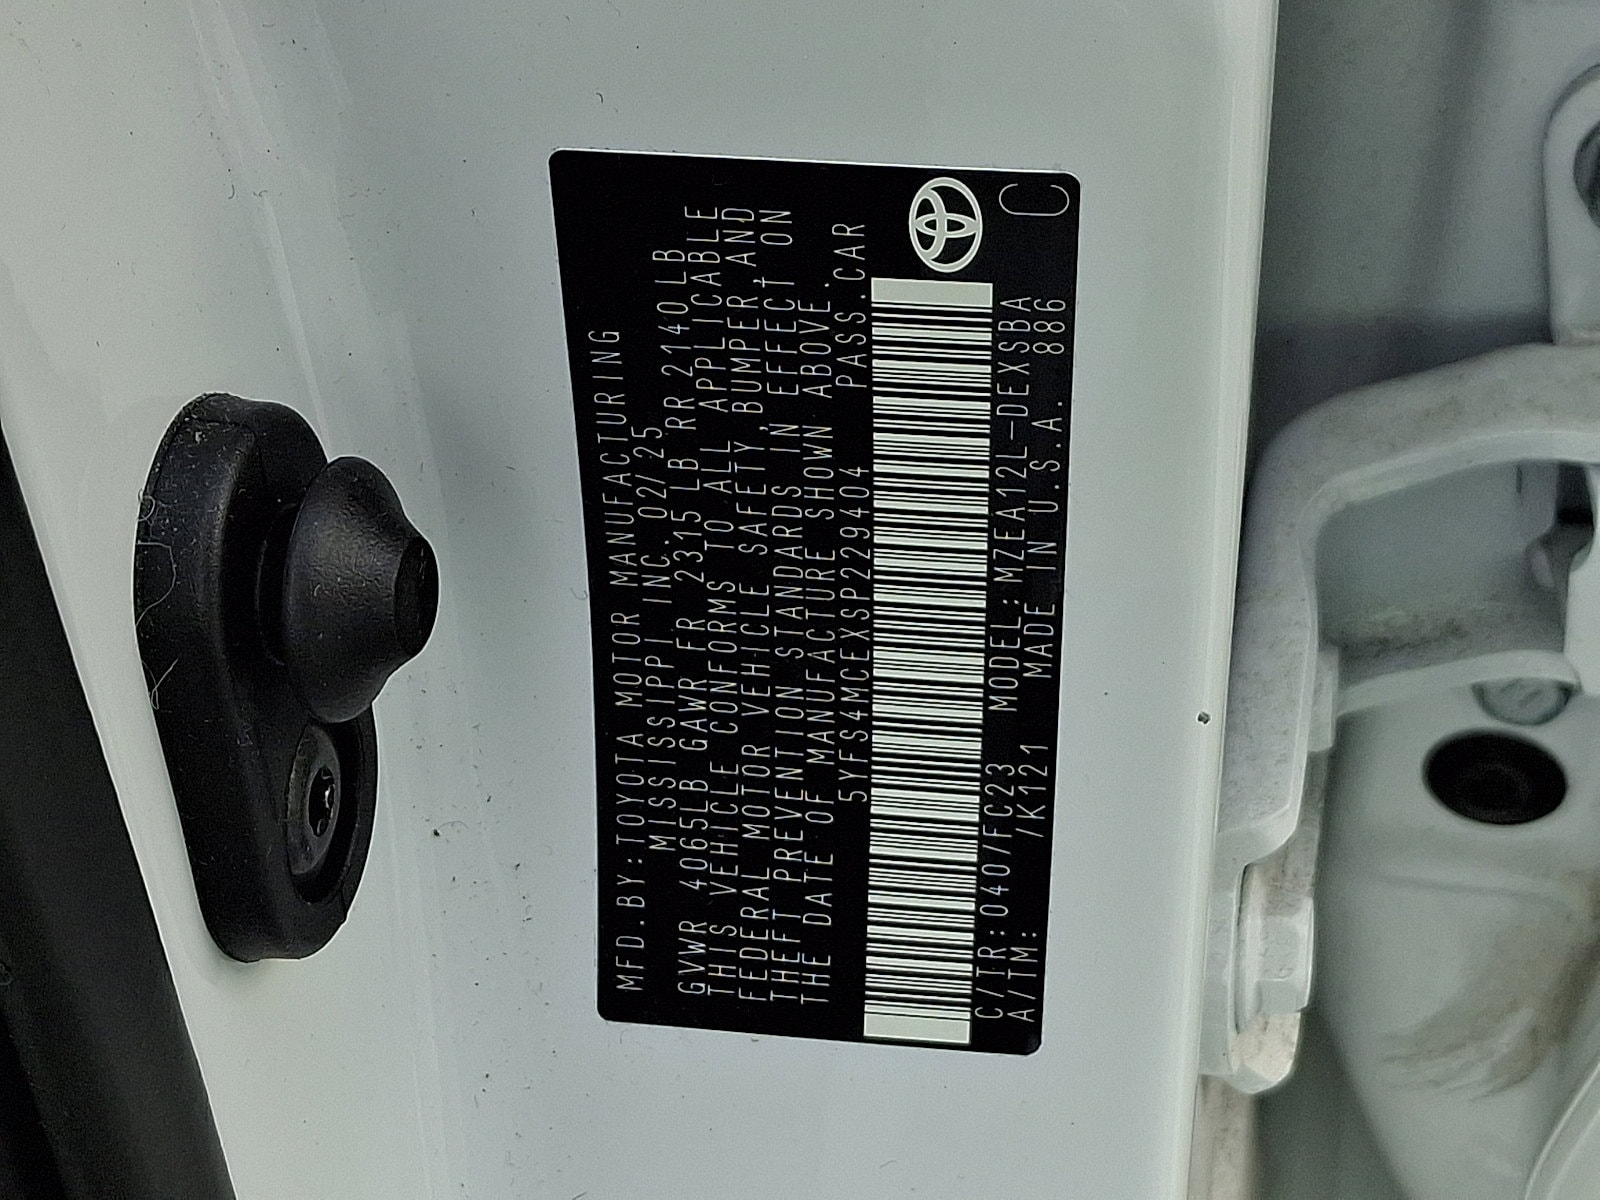 MFD.BY:TOYOTA MOTOR MANUFACTURING
MISSISSIPPI INC. 02/25
GVWR 4065LB GAWR FR 2315LB RR 2140LB
THIS VEHICLE CONFORMS TO ALL APPLICABLE
FEDERAL MOTOR VEHICLE SAFETY, BUMPER, AND
THEFT PREVENTION STANDARDS IN EFFECT ON
THE DATE OF MANUFACTURE SHOWN ABOVE.
5YFS4MCEXSP229404 PASS.CAR
C/TR:040/FC23 MODEL:MZEA12L-DEXSBA
A/TM: /K121 MADE IN U.S.A. 886
C